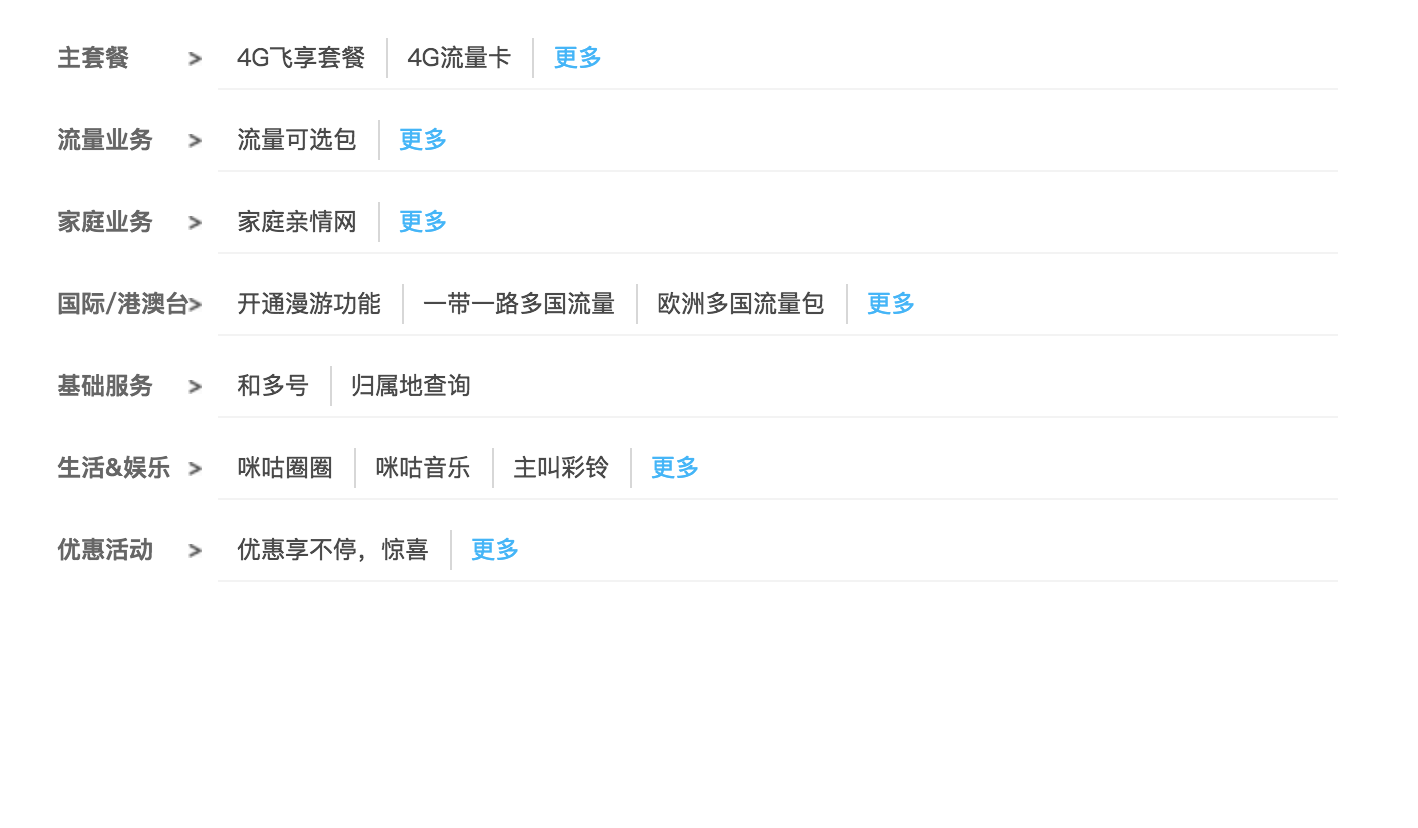 主套餐 > 4G飞享套餐 4G流量卡 更多
流量业务 > 流量可选包 更多
家庭业务 > 家庭亲情网 更多
国际/港澳台> 开通漫游功能 一带一路多国流量 欧洲多国流量包 更多
基础服务 > 和多号 归属地查询
生活&娱乐 > 咪咕圈圈 咪咕音乐 主叫彩铃 更多
优惠活动 > 优惠享不停，惊喜 更多